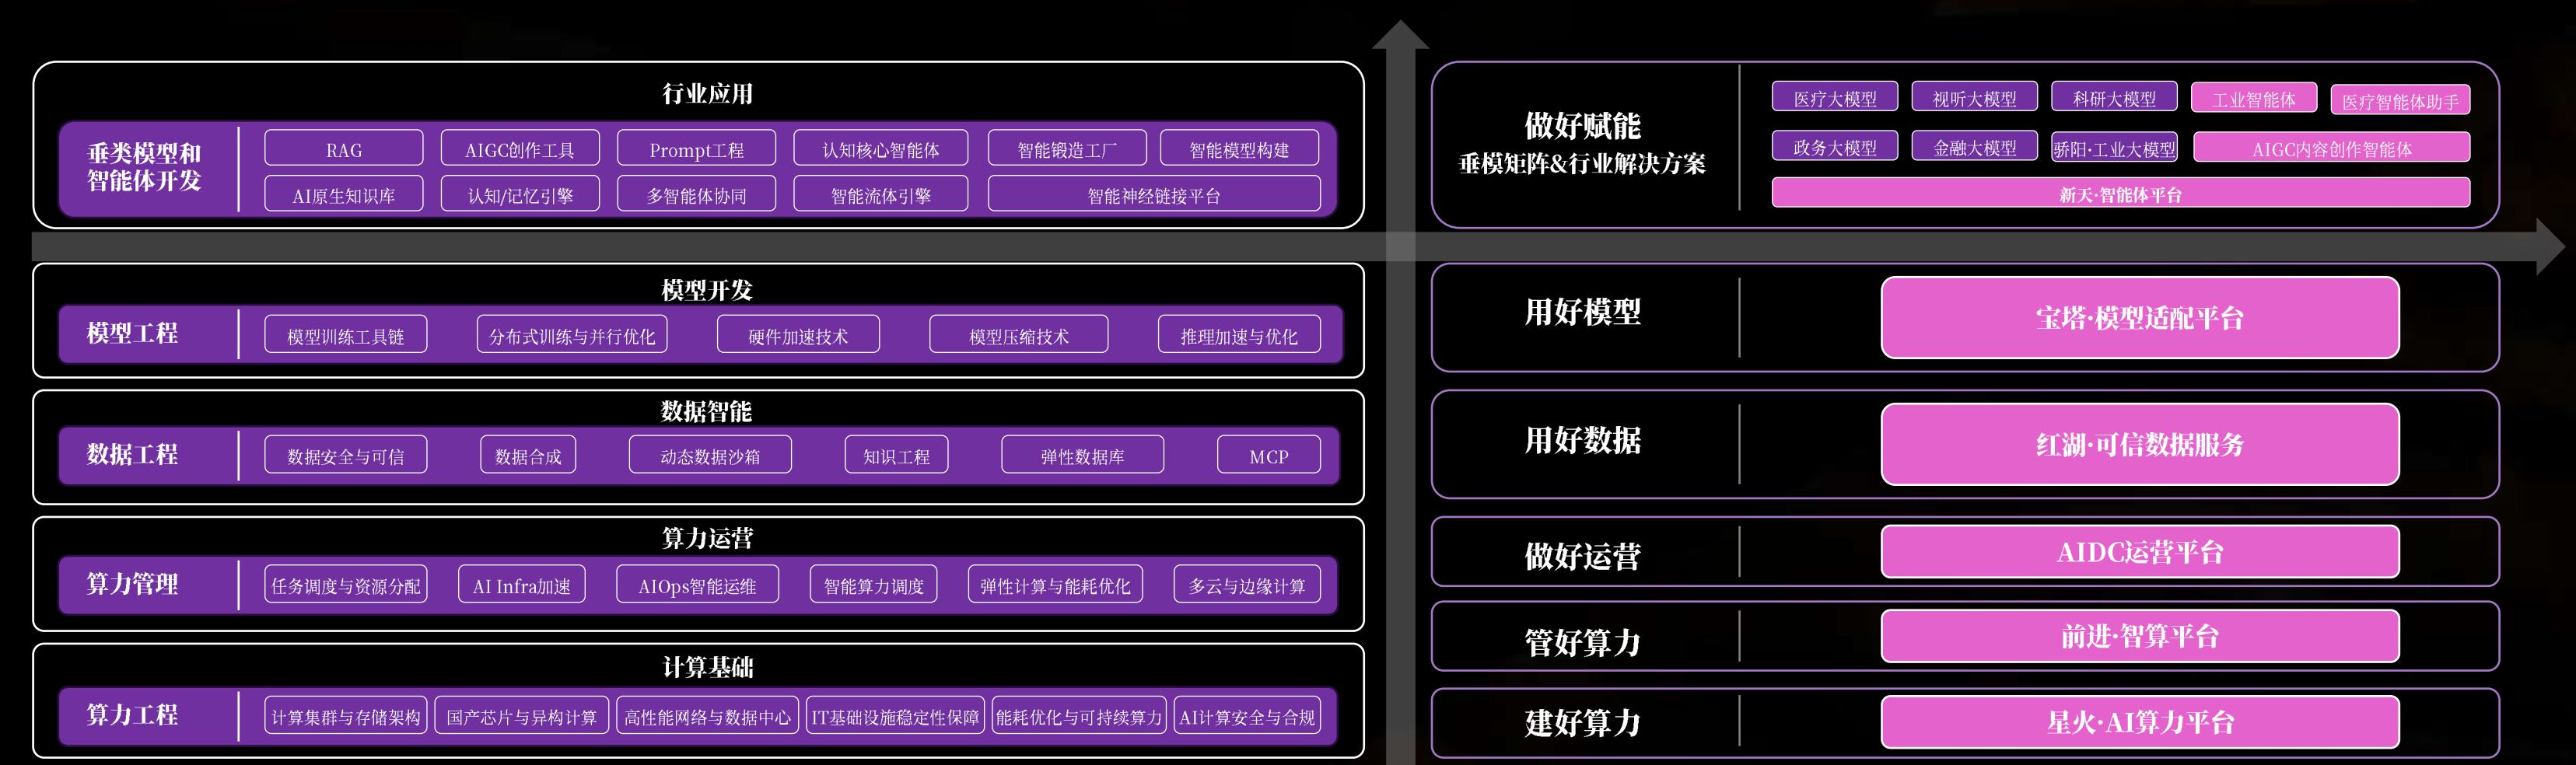 行业应用
垂类模型和
智能体开发
RAG
AIGC创作工具
Prompt工程
认知核心智能体
智能锻造工厂
智能模型构建
AI原生知识库
认知/记忆引擎
多智能体协同
智能流体引擎
智能神经链接平台
模型开发
模型工程
模型训练工具链
分布式训练与并行优化
硬件加速技术
模型压缩技术
推理加速与优化
数据智能
数据工程
数据安全与可信
数据合成
动态数据沙箱
知识工程
弹性数据库
MCP
算力运营
算力管理
任务调度与资源分配
AI Infra加速
AIOps智能运维
智能算力调度
弹性计算与能耗优化
多云与边缘计算
计算基础
算力工程
计算集群与存储架构
国产芯片与异构计算
高性能网络与数据中心
IT基础设施稳定性保障
能耗优化与可持续算力
AI计算安全与合规
做好赋能
垂模矩阵&行业解决方案
医疗大模型
视听大模型
科研大模型
工业智能体
医疗智能体助手
政务大模型
金融大模型
骄阳·工业大模型
AIGC内容创作智能体
新天·智能体平台
用好模型
宝塔·模型适配平台
用好数据
红湖·可信数据服务
做好运营
AIDC运营平台
管好算力
前进·智算平台
建好算力
星火·AI算力平台